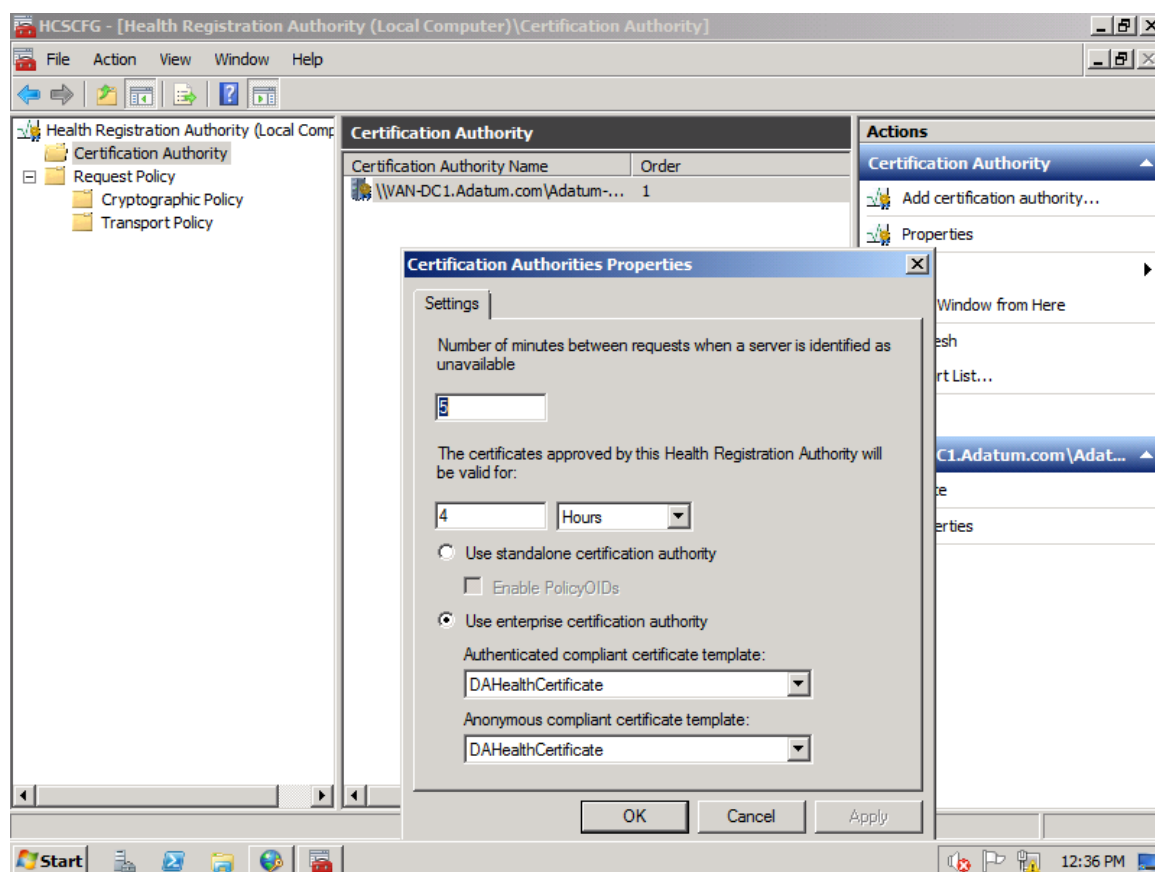 HCSCFG - [Health Registration Authority (Local Computer)\Certification Authority]
File Action View Window Help
Health Registration Authority (Local Comp
Certification Authority
Request Policy
Cryptographic Policy
Transport Policy
Certification Authority
Certification Authority Name Order
\\VAN-DC1.Adatum.com\Adatum-... 1
Actions
Certification Authority
Add certification authority...
Properties
Window from Here
esh
rt List...
C1.Adatum.com\Adat...
te
erties
Certification Authorities Properties
Settings
Number of minutes between requests when a server is identified as
unavailable
5
The certificates approved by this Health Registration Authority will
be valid for:
4 Hours
Use standalone certification authority
Enable PolicyOIDs
Use enterprise certification authority
Authenticated compliant certificate template:
DAHealthCertificate
Anonymous compliant certificate template:
DAHealthCertificate
OK Cancel Apply
Start 12:36 PM